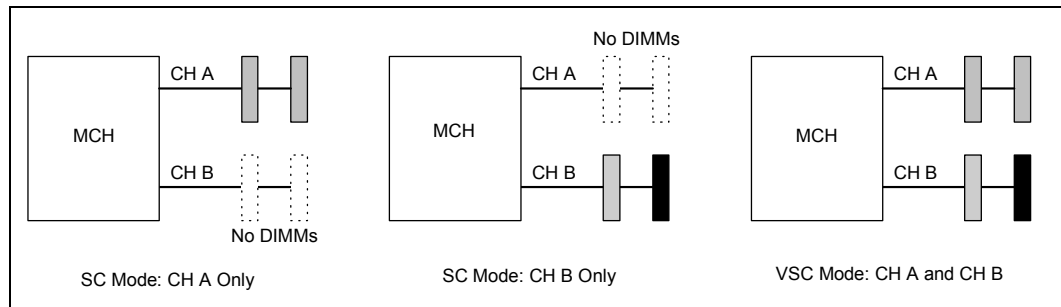 CH A
MCH
CH B
No DIMMs
SC Mode: CH A Only
No DIMMs
CH A
MCH
CH B
SC Mode: CH B Only
CH A
MCH
CH B
VSC Mode: CH A and CH B